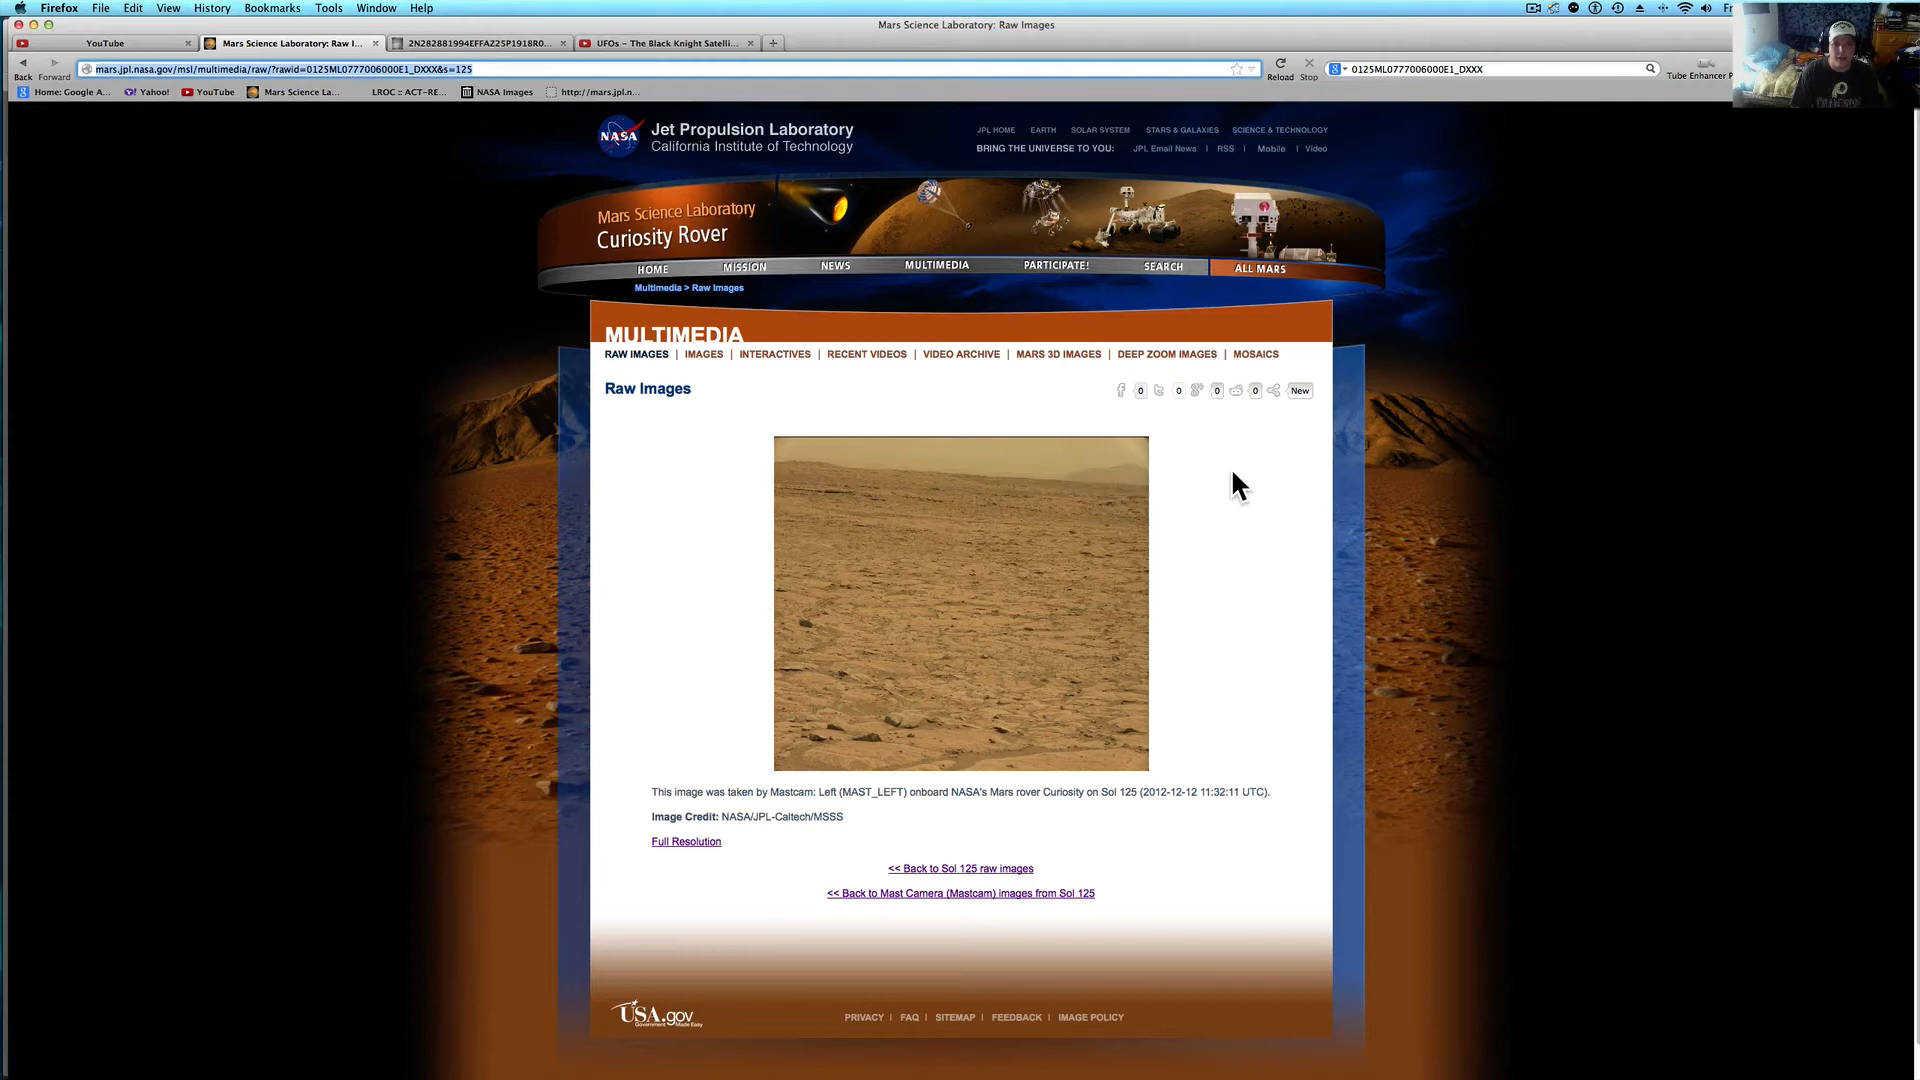 Firefox File Edit View History Bookmarks Tools Window Help
Mars Science Laboratory: Raw Images
YouTube
Mars Science Laboratory: Raw I...
2N282881994EFFAZ25P1918R0...
UFOs - The Black Knight Satelli...
Back Forward
mars.jpl.nasa.gov/msl/multimedia/raw/?rawid=0125ML0777006000E1_DXXX&s=125
Reload Stop
0125ML0777006000E1_DXXX
Tube Enhancer P
Home: Google A... Yahoo! YouTube Mars Science La... LROC :: ACT-RE... NASA Images http://mars.jpl.n...
NASA
Jet Propulsion Laboratory
California Institute of Technology
JPL HOME EARTH SOLAR SYSTEM STARS & GALAXIES SCIENCE & TECHNOLOGY
BRING THE UNIVERSE TO YOU: JPL Email News | RSS | Mobile | Video
Mars Science Laboratory
Curiosity Rover
HOME MISSION NEWS MULTIMEDIA PARTICIPATE! SEARCH ALL MARS
Multimedia > Raw Images
MULTIMEDIA
RAW IMAGES | IMAGES | INTERACTIVES | RECENT VIDEOS | VIDEO ARCHIVE | MARS 3D IMAGES | DEEP ZOOM IMAGES | MOSAICS
Raw Images
0 0 0 0 New
This image was taken by Mastcam: Left (MAST_LEFT) onboard NASA's Mars rover Curiosity on Sol 125 (2012-12-12 11:32:11 UTC).
Image Credit: NASA/JPL-Caltech/MSSS
Full Resolution
<< Back to Sol 125 raw images
<< Back to Mast Camera (Mastcam) images from Sol 125
USA.gov
Government Made Easy
PRIVACY | FAQ | SITEMAP | FEEDBACK | IMAGE POLICY